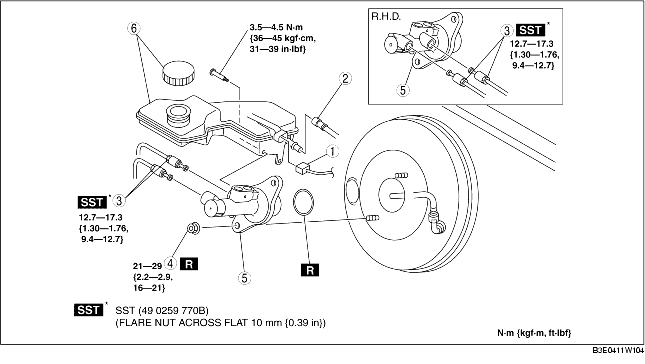 6
3.5—4.5 N·m
{36—45 kgf·cm,
31—39 in·lbf}
R.H.D.
3 SST *
12.7—17.3
{1.30—1.76,
9.4—12.7}
5
2
1
SST *
3
12.7—17.3
{1.30—1.76,
9.4—12.7}
21—29 4 R
{2.2—2.9,
16—21}
5
R
SST * SST (49 0259 770B)
(FLARE NUT ACROSS FLAT 10 mm {0.39 in})
N·m {kgf·m, ft·lbf}
B3E0411W104